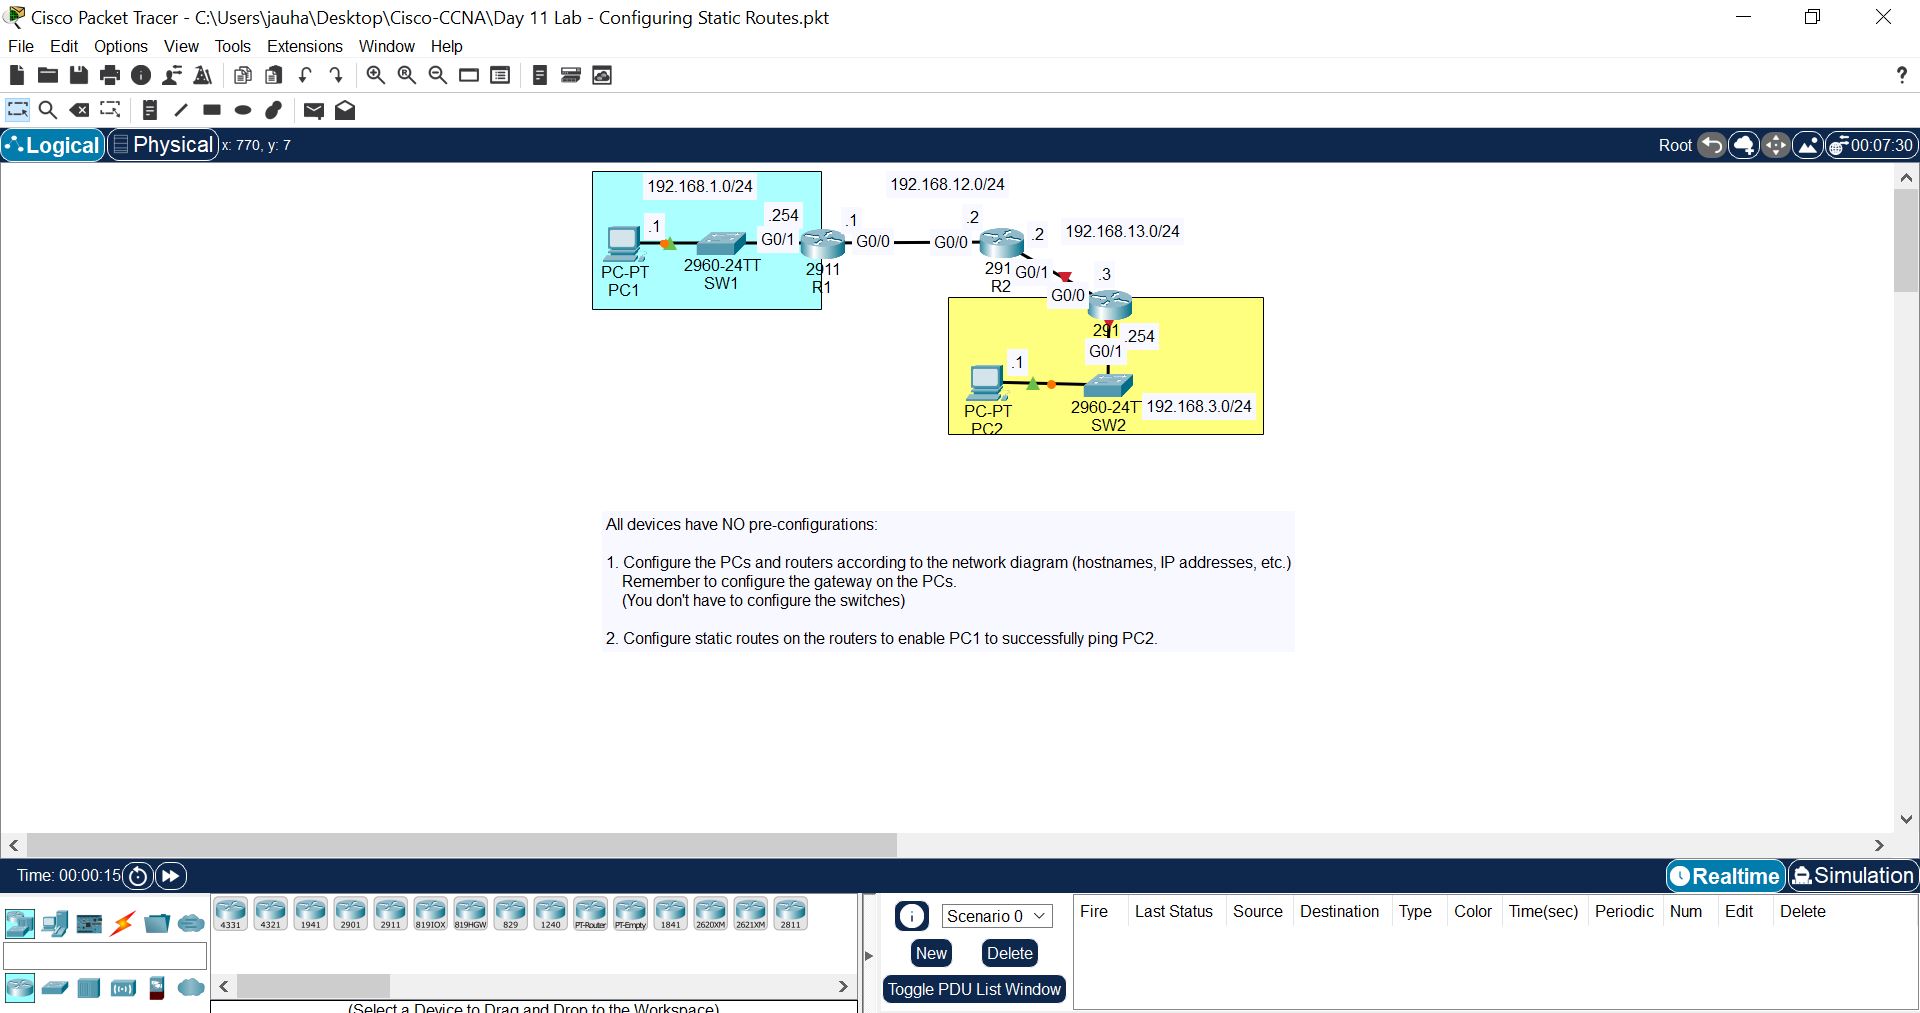 Cisco Packet Tracer - C:\Users\jauha\Desktop\Cisco-CCNA\Day 11 Lab - Configuring Static Routes.pkt
File Edit Options View Tools Extensions Window Help
?
Logical Physical x: 770, y: 7 Root 00:07:30
192.168.1.0/24
192.168.12.0/24
.1
.254
.1
.2
.2
192.168.13.0/24
G0/1
G0/0
G0/0
PC-PT
PC1
2960-24TT
SW1
2911
R1
291
R2
G0/1
.3
G0/0
291
.254
G0/1
.1
PC-PT
PC2
2960-24T
SW2
192.168.3.0/24
All devices have NO pre-configurations:
1. Configure the PCs and routers according to the network diagram (hostnames, IP addresses, etc.)
Remember to configure the gateway on the PCs.
(You don't have to configure the switches)
2. Configure static routes on the routers to enable PC1 to successfully ping PC2.
Time: 00:00:15 Realtime Simulation
4331 4321 1941 2901 2911 819IOX 819HGW 829 1240 PT-Router PT-Empty 1841 2620XM 2621XM 2811
(Select a Device to Drag and Drop to the Workspace)
Scenario 0
New Delete
Toggle PDU List Window
Fire Last Status Source Destination Type Color Time(sec) Periodic Num Edit Delete